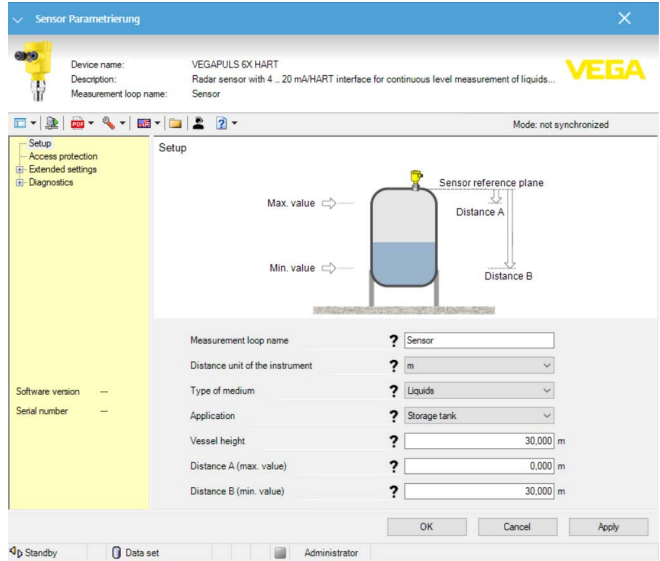 Sensor Parametrierung
Device name: VEGAPULS 6X HART
Description: Radar sensor with 4 .. 20 mA/HART interface for continuous level measurement of liquids...
Measurement loop name: Sensor
VEGA
PDF
Mode: not synchronized
Setup
Access protection
Extended settings
Diagnostics
Software version —
Serial number —
Setup
Sensor reference plane
Max. value
Distance A
Min. value
Distance B
Measurement loop name ? Sensor
Distance unit of the instrument ? m
Type of medium ? Liquids
Application ? Storage tank
Vessel height ? 30,000 m
Distance A (max. value) ? 0,000 m
Distance B (min. value) ? 30,000 m
OK Cancel Apply
Standby Data set Administrator